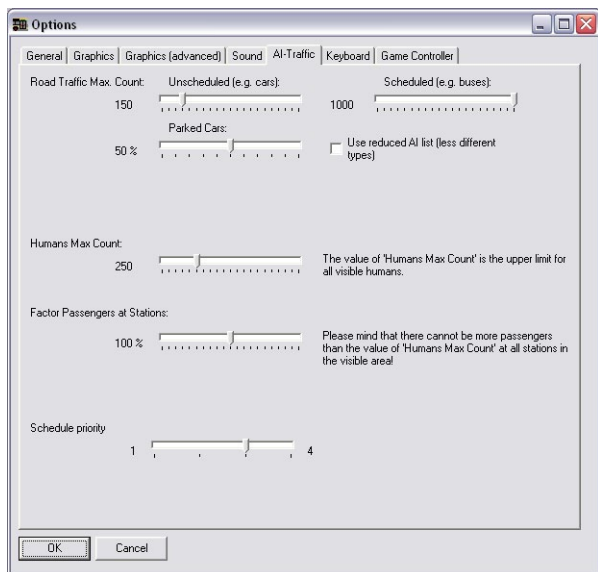 Options
General Graphics Graphics (advanced) Sound AI-Traffic Keyboard Game Controller
Road Traffic Max. Count: Unscheduled (e.g. cars): Scheduled (e.g. buses):
150 1000
Parked Cars:
50 % Use reduced AI list (less different
types)
Humans Max Count:
250 The value of 'Humans Max Count' is the upper limit for
all visible humans.
Factor Passengers at Stations:
100 % Please mind that there cannot be more passengers
than the value of 'Humans Max Count' at all stations in
the visible area!
Schedule priority
1 4
OK Cancel